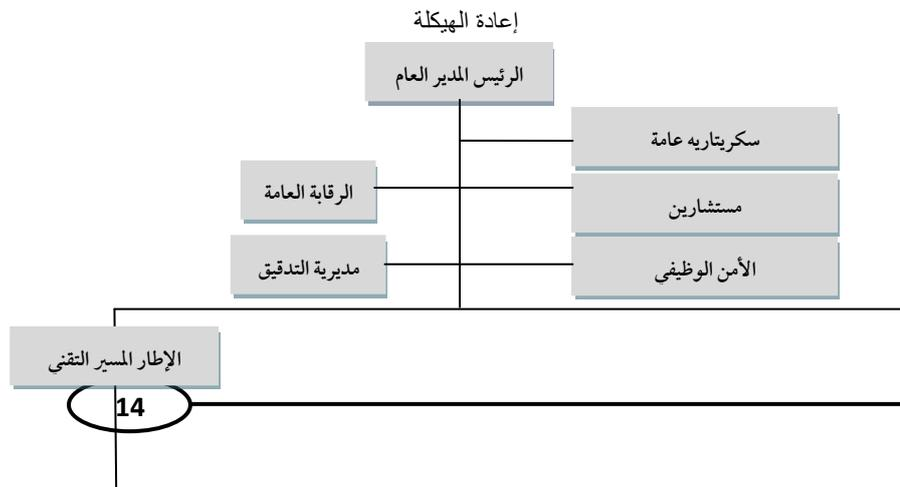 إعادة الهيكلة
الرئيس المدير العام
سكريتاريه عامة
الرقابة العامة
مستشارين
مديرية التدقيق
الأمن الوظيفي
الإطار المسير التقني
14